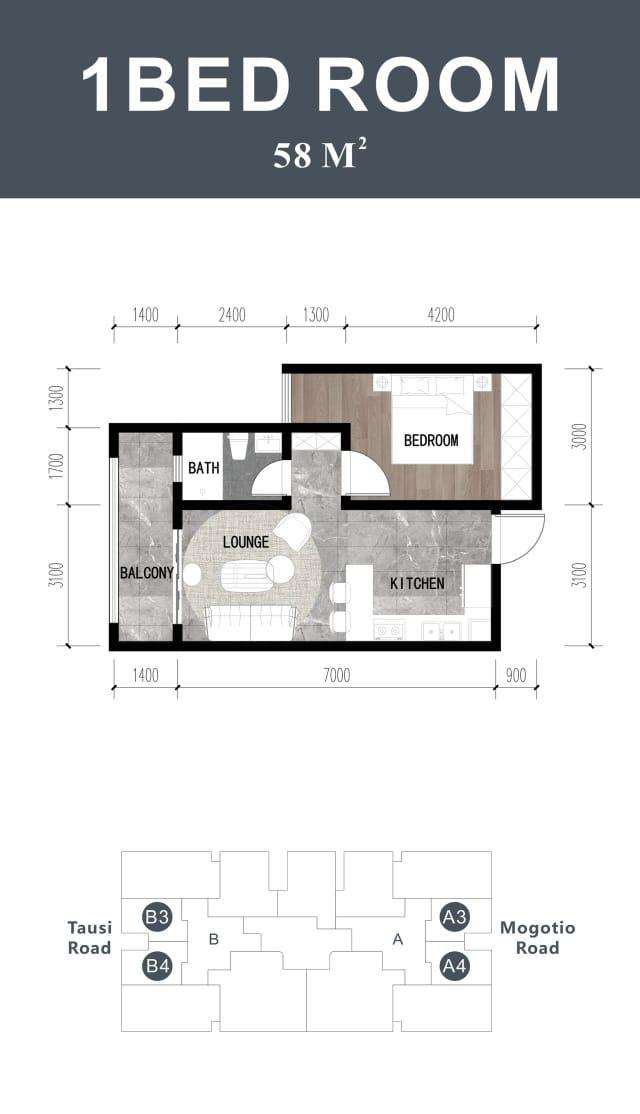 1BED ROOM
58 M²
1400 2400 1300 4200
1300
1700
3100
3000
3100
BEDROOM
BATH
LOUNGE
BALCONY
KITCHEN
1400 7000 900
Tausi
Road
B3
B4
B
A
A3
A4
Mogotio
Road